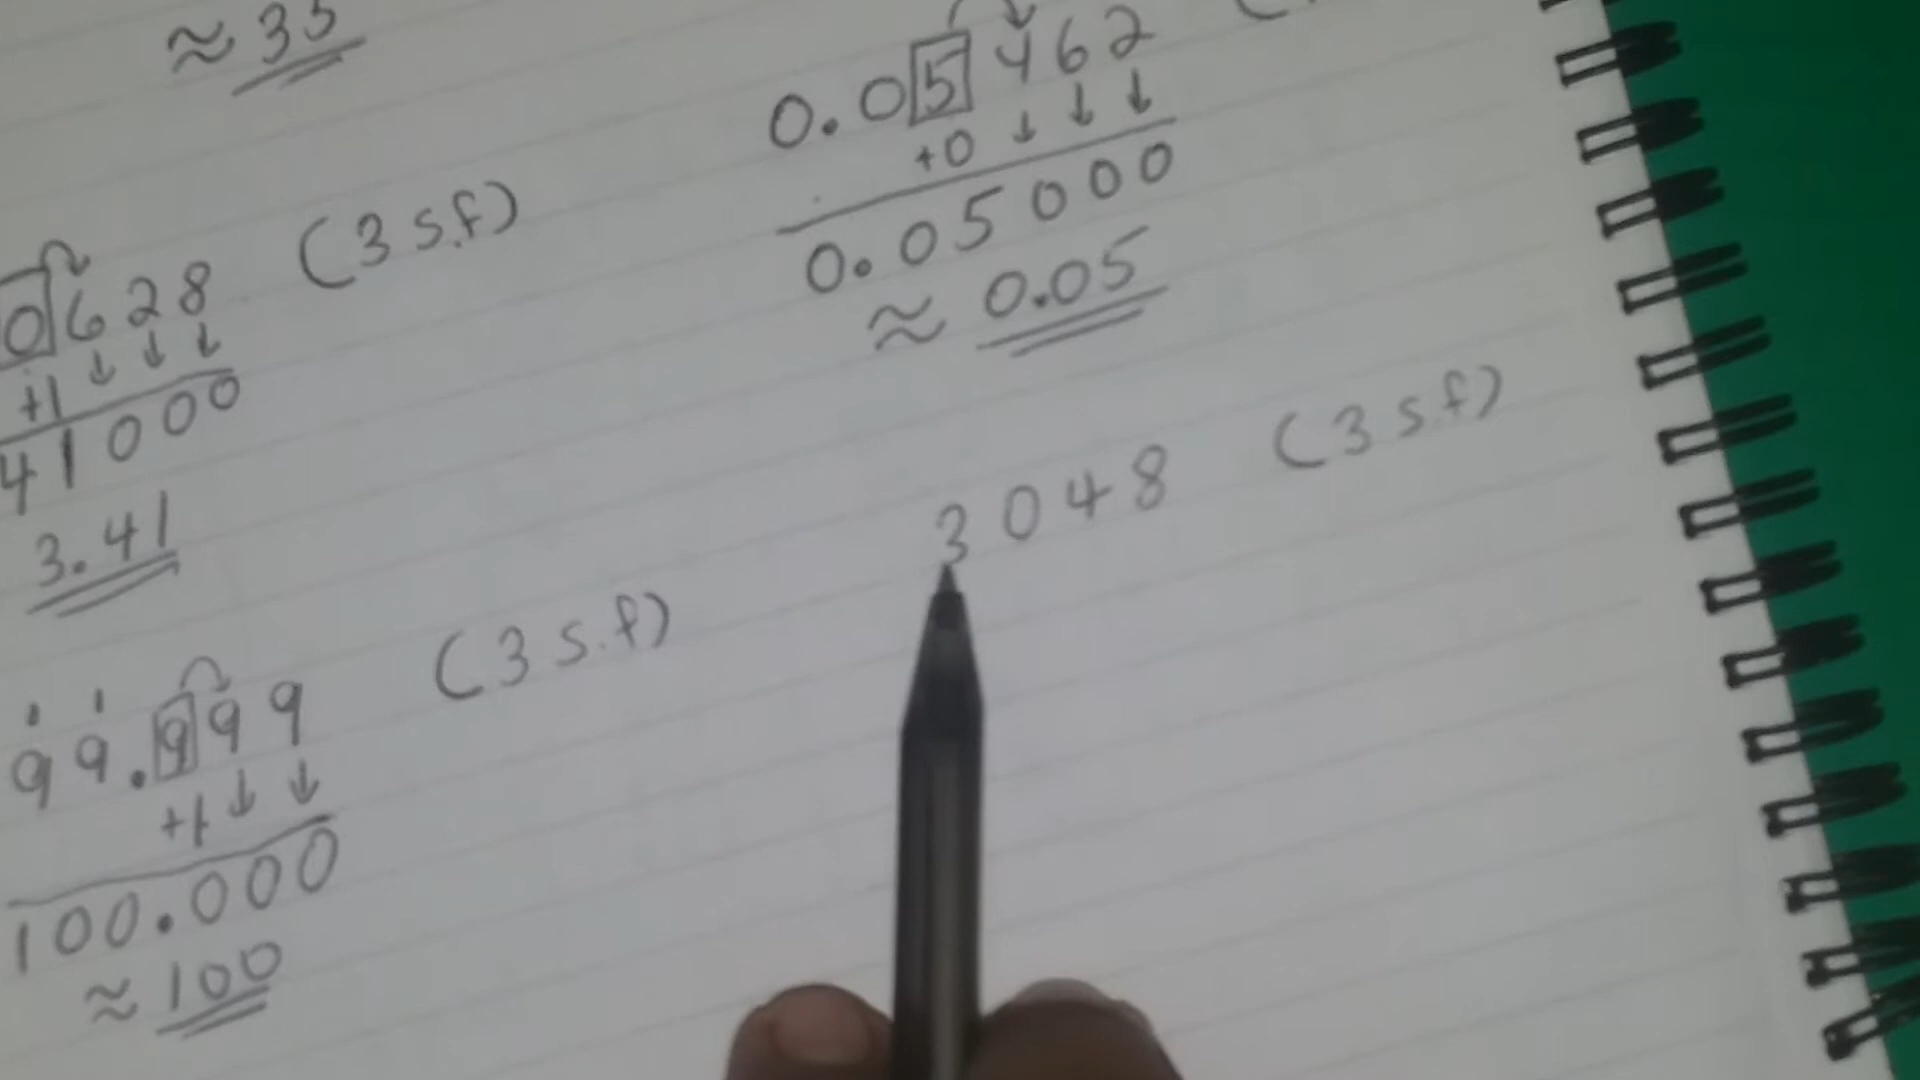 ≈ 35
0628 (3 s.f)
+1 ↓ ↓ ↓
41000
3.41
99.999 (3 s.f)
+1 ↓ ↓
100.000
≈ 100
0.05462
+0 ↓ ↓ ↓
0.05000
≈ 0.05
3048 (3 s.f)